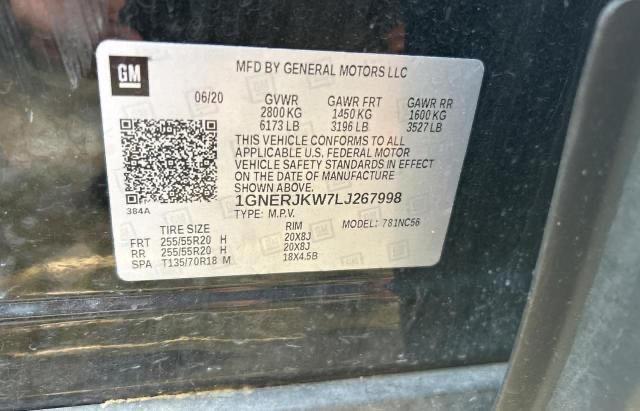 GM
MFD BY GENERAL MOTORS LLC
06/20 GVWR GAWR FRT GAWR RR
2800 KG 1450 KG 1600 KG
6173 LB 3196 LB 3527 LB
THIS VEHICLE CONFORMS TO ALL
APPLICABLE U.S. FEDERAL MOTOR
VEHICLE SAFETY STANDARDS IN EFFECT
ON THE DATE OF MANUFACTURE
SHOWN ABOVE.
384A
1GNERJKW7LJ267998
TYPE: M.P.V. MODEL: 781NC56
TIRE SIZE RIM
FRT 255/55R20 H 20X8J
RR 255/55R20 H 20X8J
SPA T135/70R18 M 18X4.5B